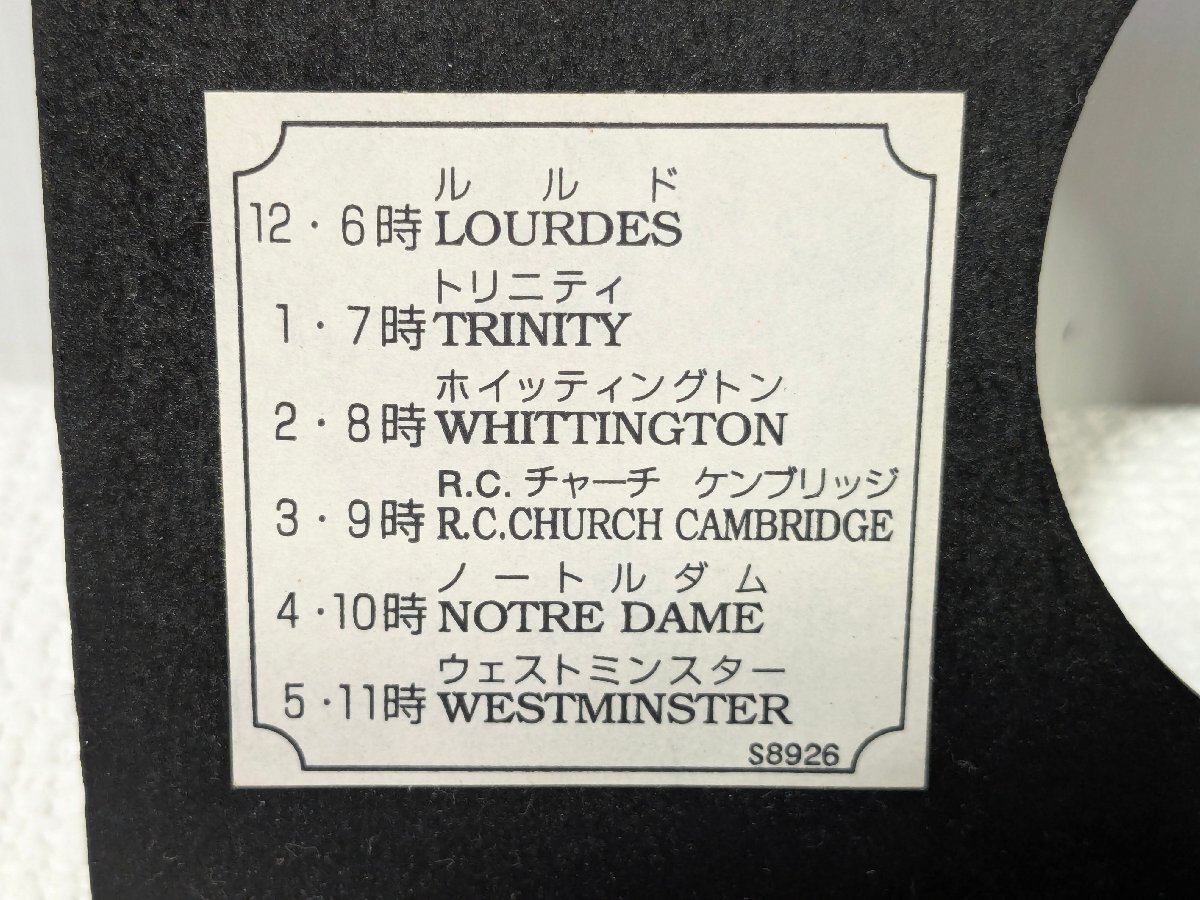 ルルド
12・6時 LOURDES
トリニティ
1・7時 TRINITY
ホイッティングトン
2・8時 WHITTINGTON
R.C. チャーチ ケンブリッジ
3・9時 R.C.CHURCH CAMBRIDGE
ノートルダム
4・10時 NOTRE DAME
ウェストミンスター
5・11時 WESTMINSTER
S8926